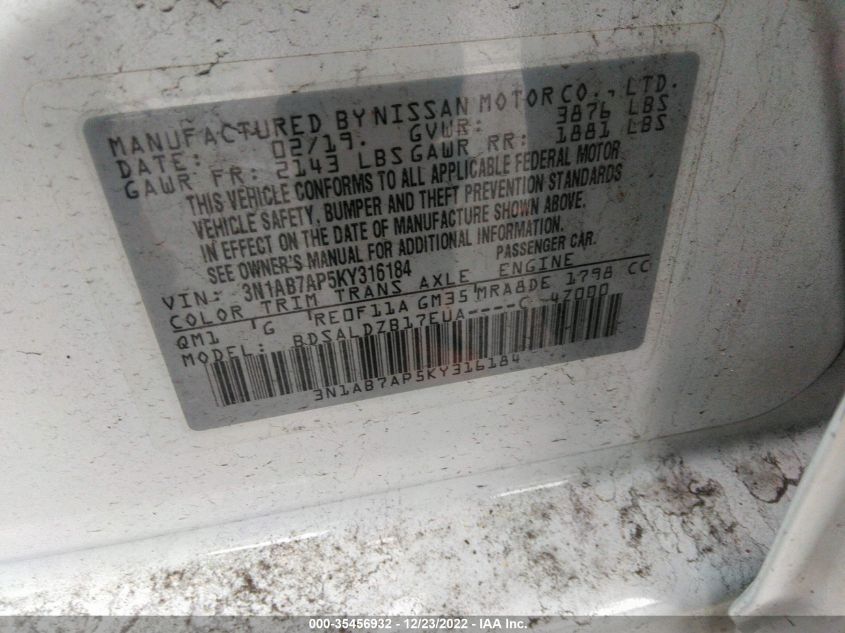 MANUFACTURED BY NISSAN MOTOR CO., LTD.
DATE: 02/19. GVWR: 3876 LBS
GAWR FR: 2143 LBS GAWR RR: 1881 LBS
THIS VEHICLE CONFORMS TO ALL APPLICABLE FEDERAL MOTOR
VEHICLE SAFETY, BUMPER AND THEFT PREVENTION STANDARDS
IN EFFECT ON THE DATE OF MANUFACTURE SHOWN ABOVE.
SEE OWNER'S MANUAL FOR ADDITIONAL INFORMATION.
VIN: 3N1AB7AP5KY316184 PASSENGER CAR.
COLOR TRIM TRANS AXLE ENGINE
QM1 G RE0F11A GM35 MRA8DE 1798 CC
MODEL: BDSALDZB17EUA----C-4Z000
3N1AB7AP5KY316184
000-35456932 - 12/23/2022 - IAA Inc.